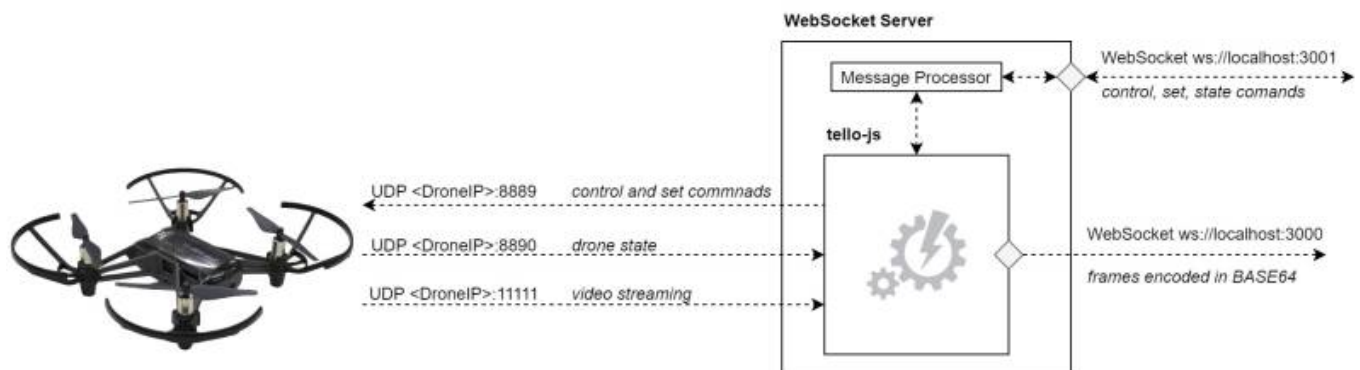 WebSocket Server
WebSocket ws://localhost:3001
Message Processor
control, set, state comands
tello-js
UDP <DroneIP>:8889 control and set commnads
UDP <DroneIP>:8890 drone state
WebSocket ws://localhost:3000
frames encoded in BASE64
UDP <DroneIP>:11111 video streaming